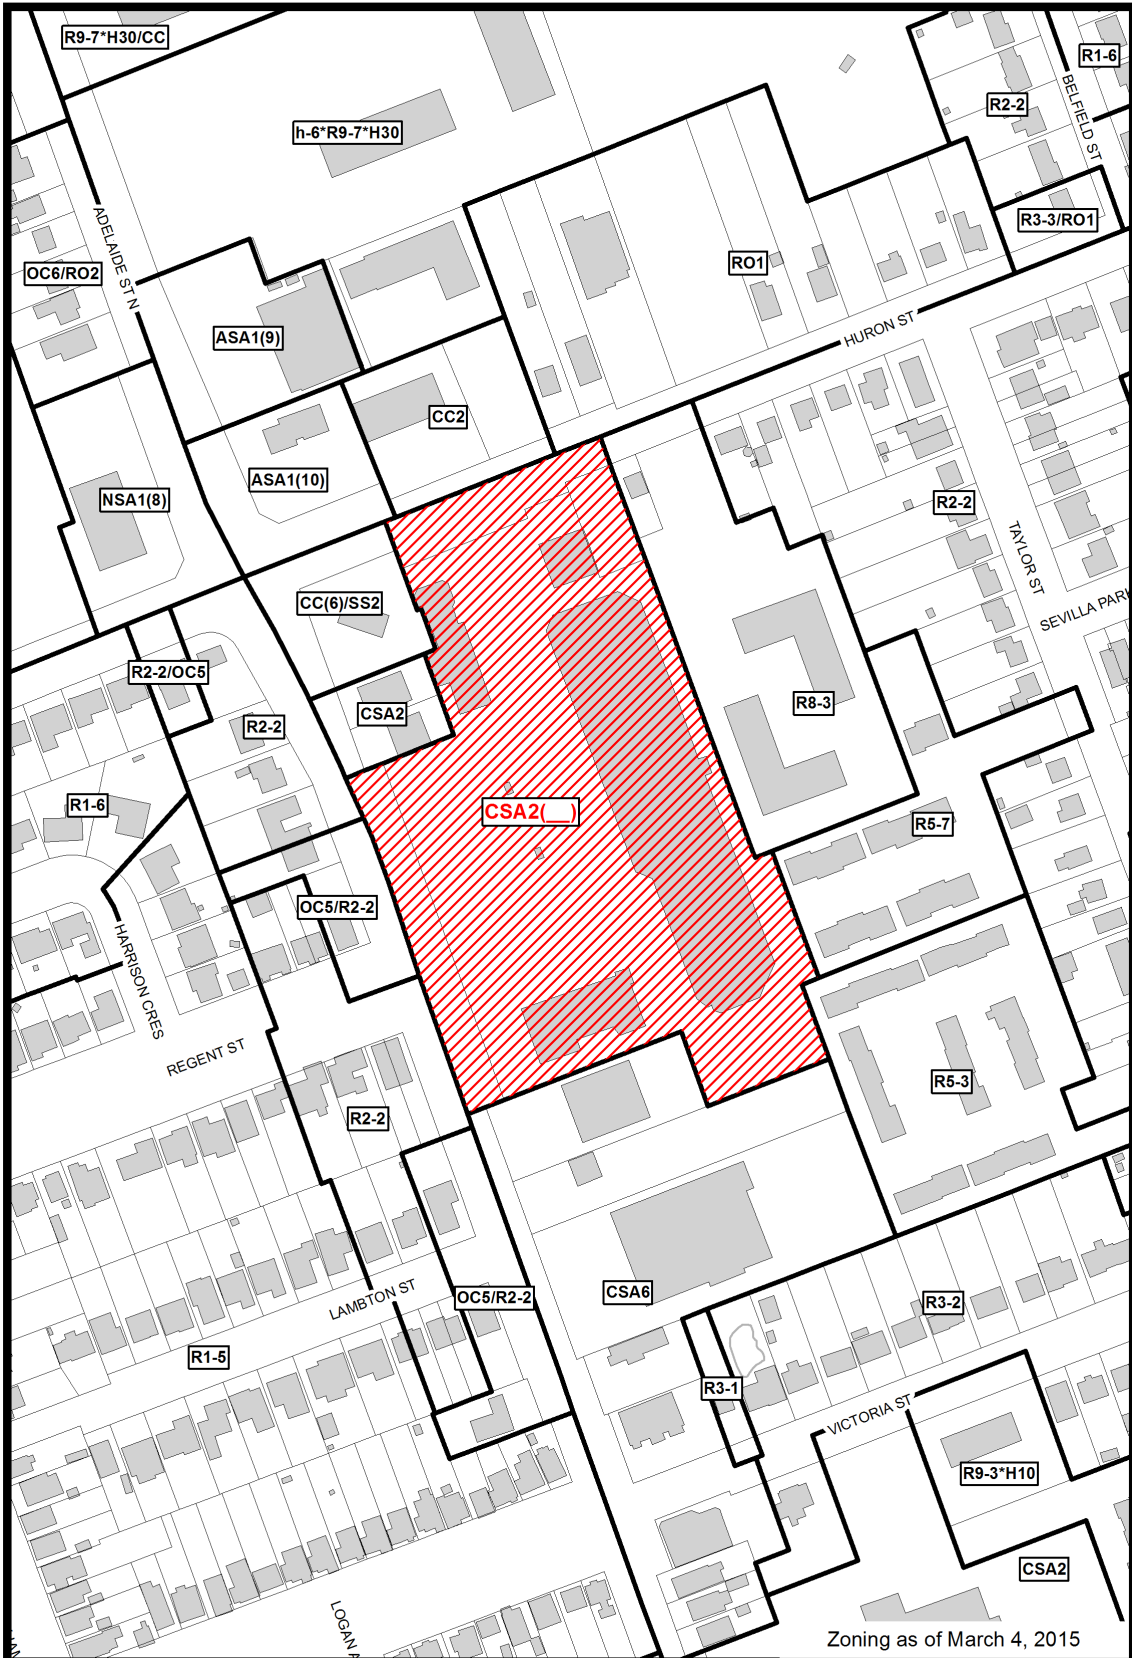 R9-7*H30/CC
R1-6
R2-2
BELFIELD ST
h-6*R9-7*H30
R3-3/RO1
ADELAIDE ST N
OC6/RO2
RO1
HURON ST
ASA1(9)
CC2
ASA1(10)
NSA1(8)
R2-2
TAYLOR ST
SEVILLA PARK
CC(6)/SS2
R2-2/OC5
R8-3
CSA2
R2-2
R1-6
CSA2(__)
R5-7
OC5/R2-2
HARRISON CRES
REGENT ST
R5-3
R2-2
LAMBTON ST
OC5/R2-2
CSA6
R3-2
R1-5
R3-1
VICTORIA ST
R9-3*H10
CSA2
LOGAN A
Zoning as of March 4, 2015